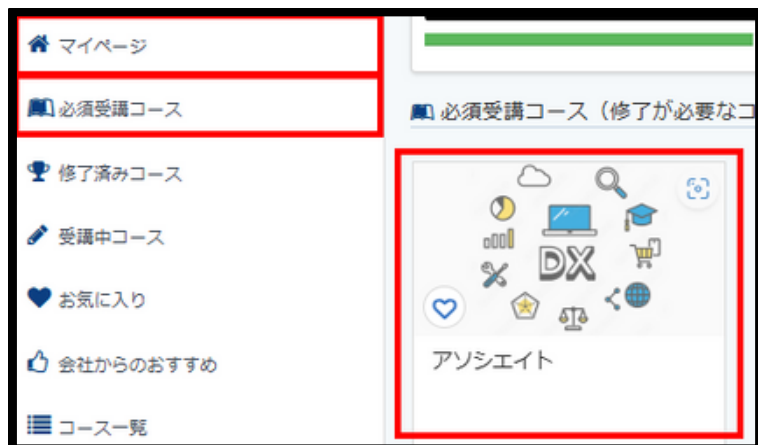 マイページ
必須受講コース
修了済みコース
受講中コース
お気に入り
会社からのおすすめ
コース一覧
必須受講コース（修了が必要なコ
DX
アソシエイト